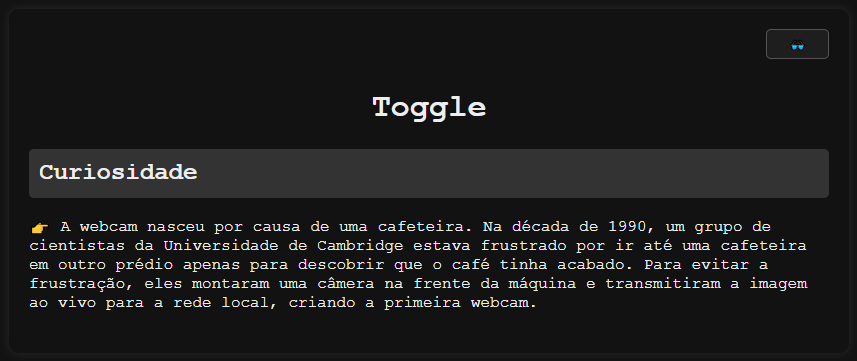 Toggle
Curiosidade
👉 A webcam nasceu por causa de uma cafeteira. Na década de 1990, um grupo de
cientistas da Universidade de Cambridge estava frustrado por ir até uma cafeteira
em outro prédio apenas para descobrir que o café tinha acabado. Para evitar a
frustração, eles montaram uma câmera na frente da máquina e transmitiram a imagem
ao vivo para a rede local, criando a primeira webcam.